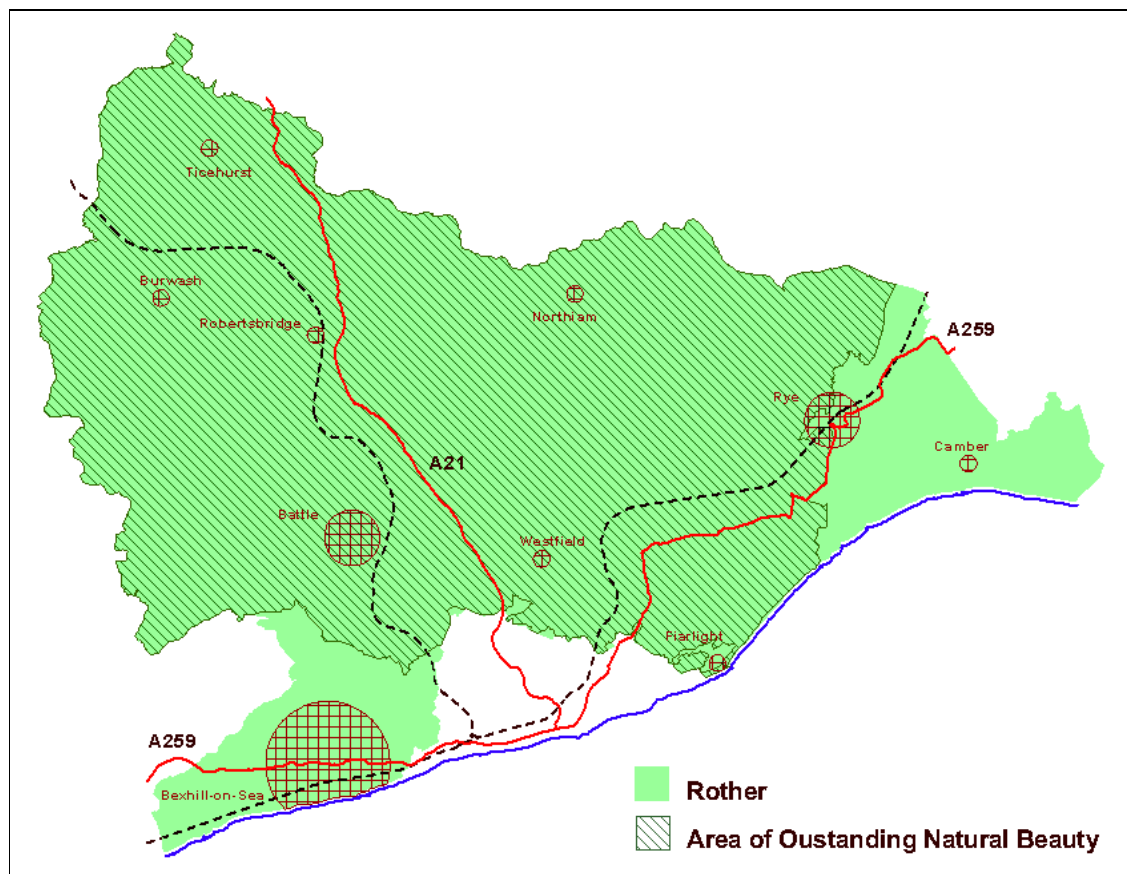 Ticehurst
Burwash
Robertsbridge
Northiam
A259
Rye
Camber
A21
Battle
Westfield
Fiarlight
A259
Bexhill-on-Sea
Rother
Area of Oustanding Natural Beauty